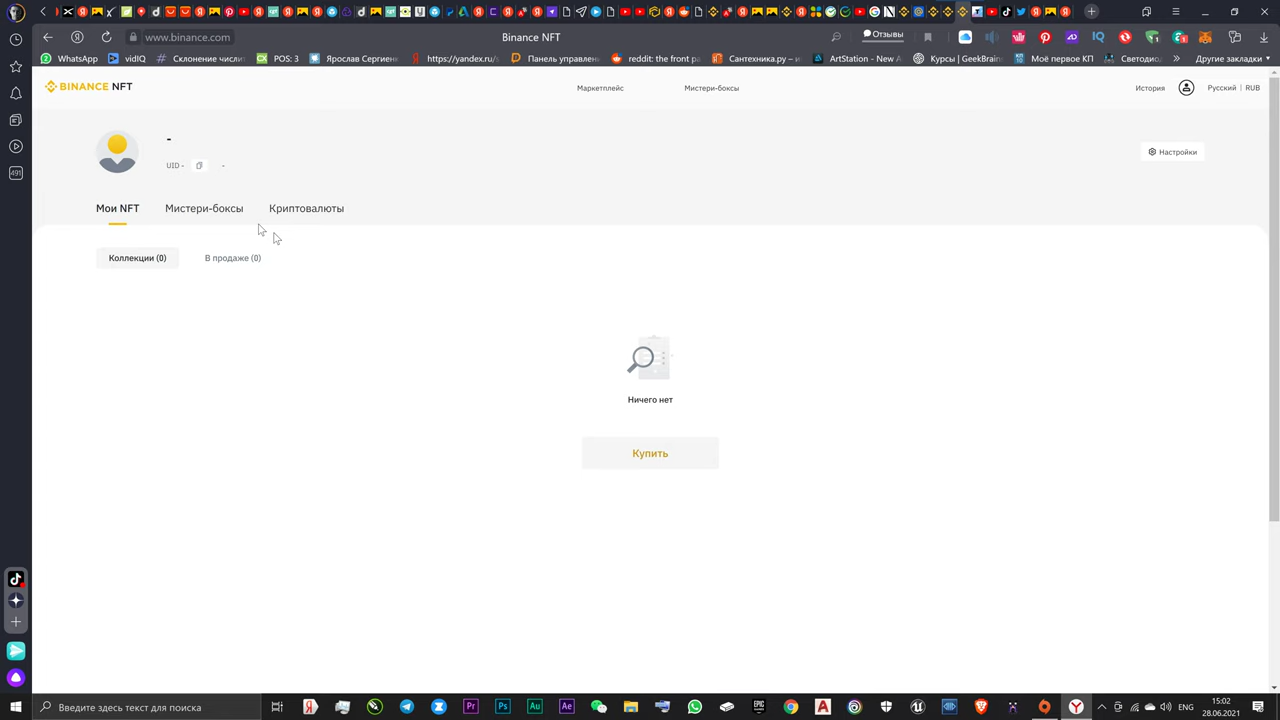 www.binance.com
Binance NFT
Отзывы
WhatsApp
vidIQ
Склонение числит
POS: 3
Ярослав Сергиен
https://yandex.ru/s
Панель управлен
reddit: the front pa
Сантехника.ру – и
ArtStation - New A
Курсы | GeekBrain
Моё первое КП
Светодиод
Другие закладки
BINANCE NFT
Маркетплейс
Мистери-боксы
История
Русский | RUB
-
UID -
-
Настройки
Мои NFT
Мистери-боксы
Криптовалюты
Коллекции (0)
В продаже (0)
Ничего нет
Купить
491
Введите здесь текст для поиска
ENG
15:02
28.06.2021